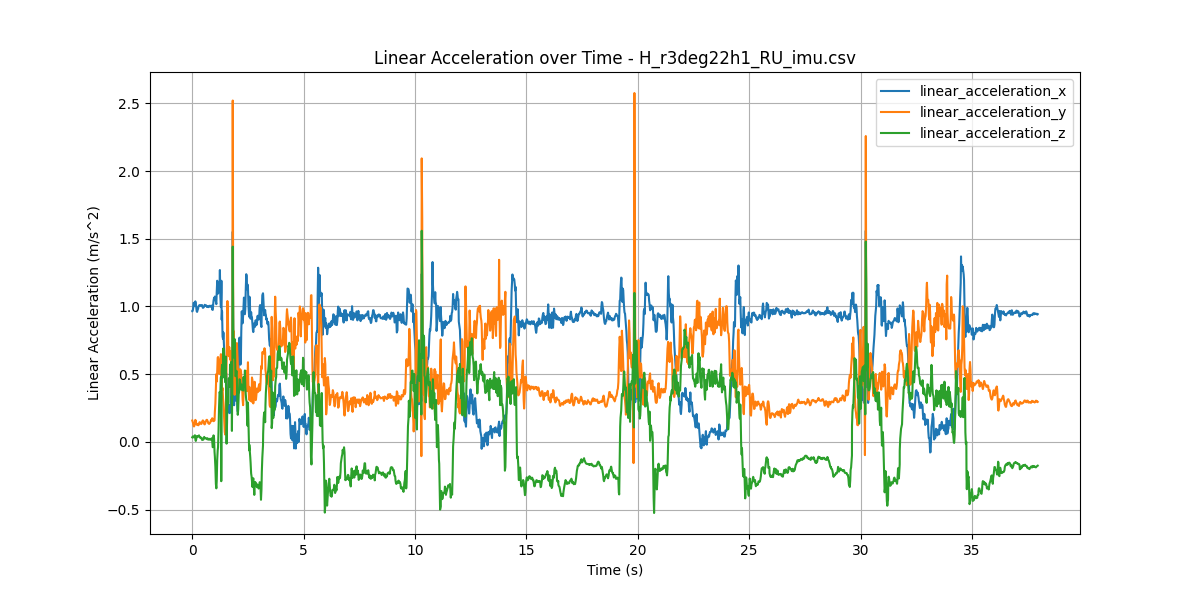 Linear Acceleration over Time - H_r3deg22h1_RU_imu.csv
linear_acceleration_x
linear_acceleration_y
linear_acceleration_z
Linear Acceleration (m/s^2)
2.5
2.0
1.5
1.0
0.5
0.0
−0.5
0 5 10 15 20 25 30 35
Time (s)